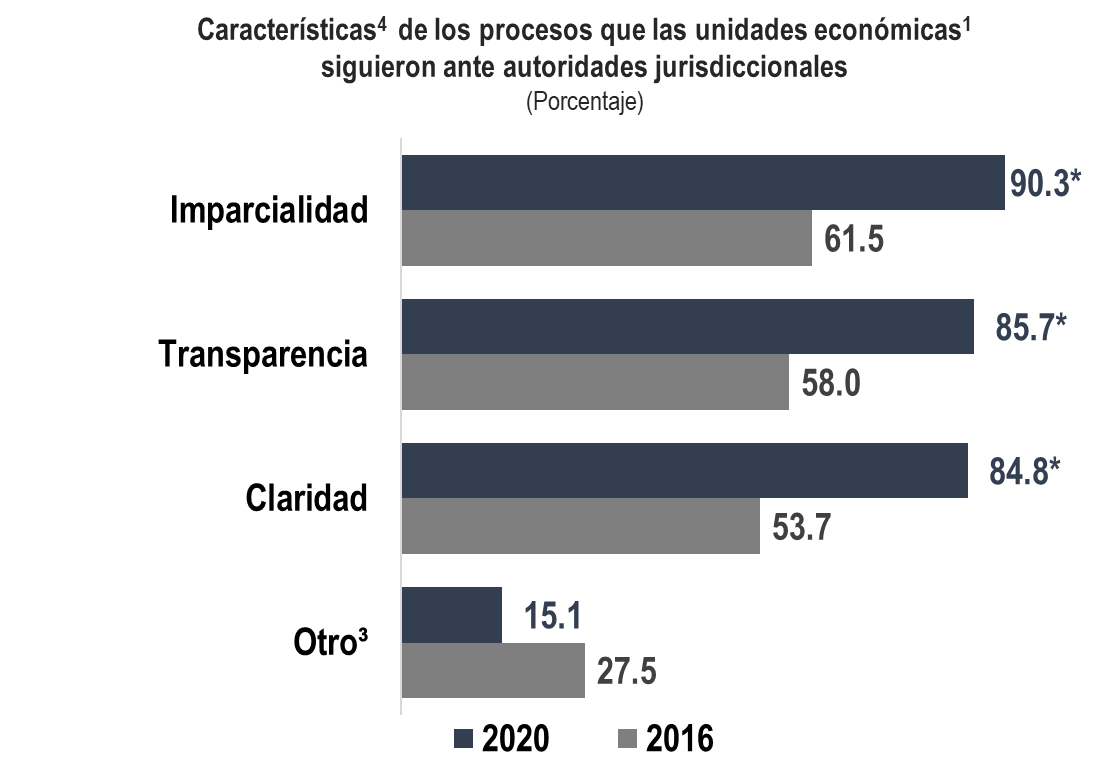 Características⁴ de los procesos que las unidades económicas¹
siguieron ante autoridades jurisdiccionales
(Porcentaje)
Imparcialidad
90.3*
61.5
Transparencia
85.7*
58.0
Claridad
84.8*
53.7
Otro³
15.1
27.5
2020 2016